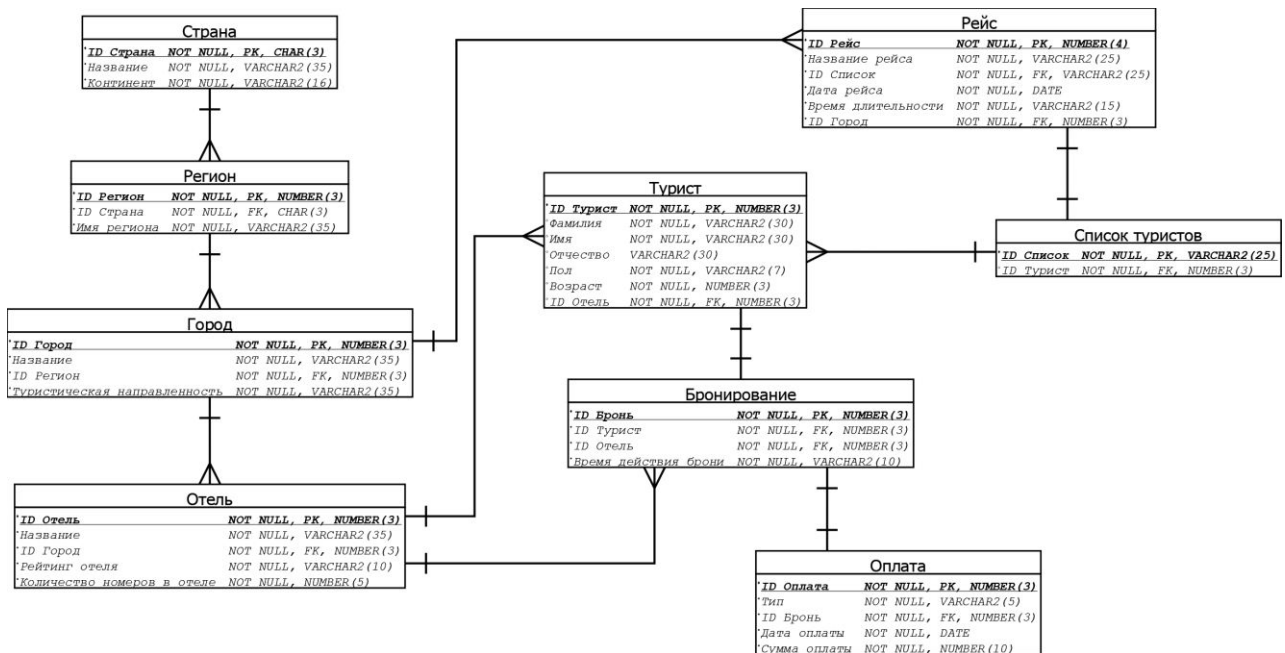 Страна
*ID Страна NOT NULL, PK, CHAR(3)
*Название NOT NULL, VARCHAR2(35)
*Континент NOT NULL, VARCHAR2(16)
Рейс
*ID Рейс NOT NULL, PK, NUMBER(4)
*Название рейса NOT NULL, VARCHAR2(25)
*ID Список NOT NULL, FK, VARCHAR2(25)
*Дата рейса NOT NULL, DATE
*Время длительности NOT NULL, VARCHAR2(15)
*ID Город NOT NULL, FK, NUMBER(3)
Регион
*ID Регион NOT NULL, PK, NUMBER(3)
*ID Страна NOT NULL, FK, CHAR(3)
*Имя региона NOT NULL, VARCHAR2(35)
Турист
*ID Турист NOT NULL, PK, NUMBER(3)
*Фамилия NOT NULL, VARCHAR2(30)
*Имя NOT NULL, VARCHAR2(30)
*Отчество VARCHAR2(30)
*Пол NOT NULL, VARCHAR2(7)
*Возраст NOT NULL, NUMBER(3)
*ID Отель NOT NULL, FK, NUMBER(3)
Список туристов
*ID Список NOT NULL, PK, VARCHAR2(25)
*ID Турист NOT NULL, FK, NUMBER(3)
Город
*ID Город NOT NULL, PK, NUMBER(3)
*Название NOT NULL, VARCHAR2(35)
*ID Регион NOT NULL, FK, NUMBER(3)
*Туристическая направленность NOT NULL, VARCHAR2(35)
Бронирование
*ID Бронь NOT NULL, PK, NUMBER(3)
*ID Турист NOT NULL, FK, NUMBER(3)
*ID Отель NOT NULL, FK, NUMBER(3)
*Время действия брони NOT NULL, VARCHAR2(10)
Отель
*ID Отель NOT NULL, PK, NUMBER(3)
*Название NOT NULL, VARCHAR2(35)
*ID Город NOT NULL, FK, NUMBER(3)
*Рейтинг отеля NOT NULL, VARCHAR2(10)
*Количество номеров в отеле NOT NULL, NUMBER(5)
Оплата
*ID Оплата NOT NULL, PK, NUMBER(3)
*Тип NOT NULL, VARCHAR2(5)
*ID Бронь NOT NULL, FK, NUMBER(3)
*Дата оплаты NOT NULL, DATE
*Сумма оплаты NOT NULL, NUMBER(10)